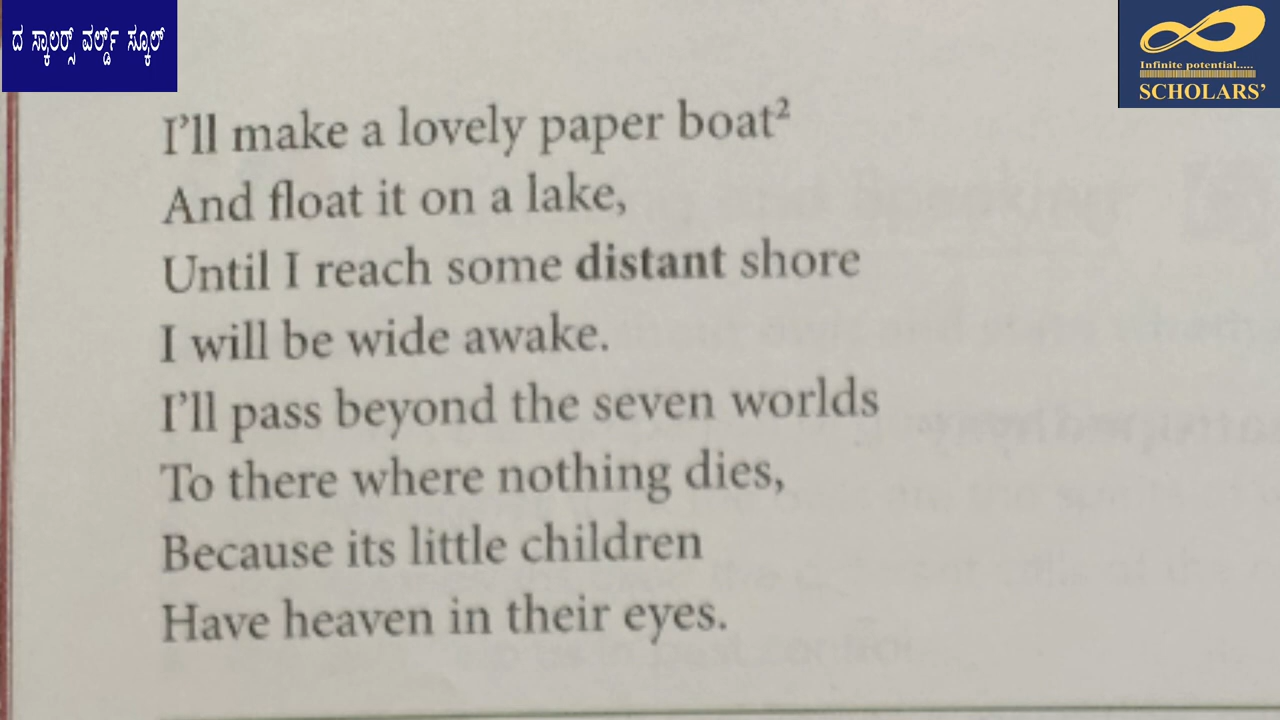 ದ ಸ್ಕಾಲರ್ಸ್ ವರ್ಲ್ಡ್ ಸ್ಕೂಲ್
Infinite potential.....
SCHOLARS'
I'll make a lovely paper boat²
And float it on a lake,
Until I reach some distant shore
I will be wide awake.
I'll pass beyond the seven worlds
To there where nothing dies,
Because its little children
Have heaven in their eyes.